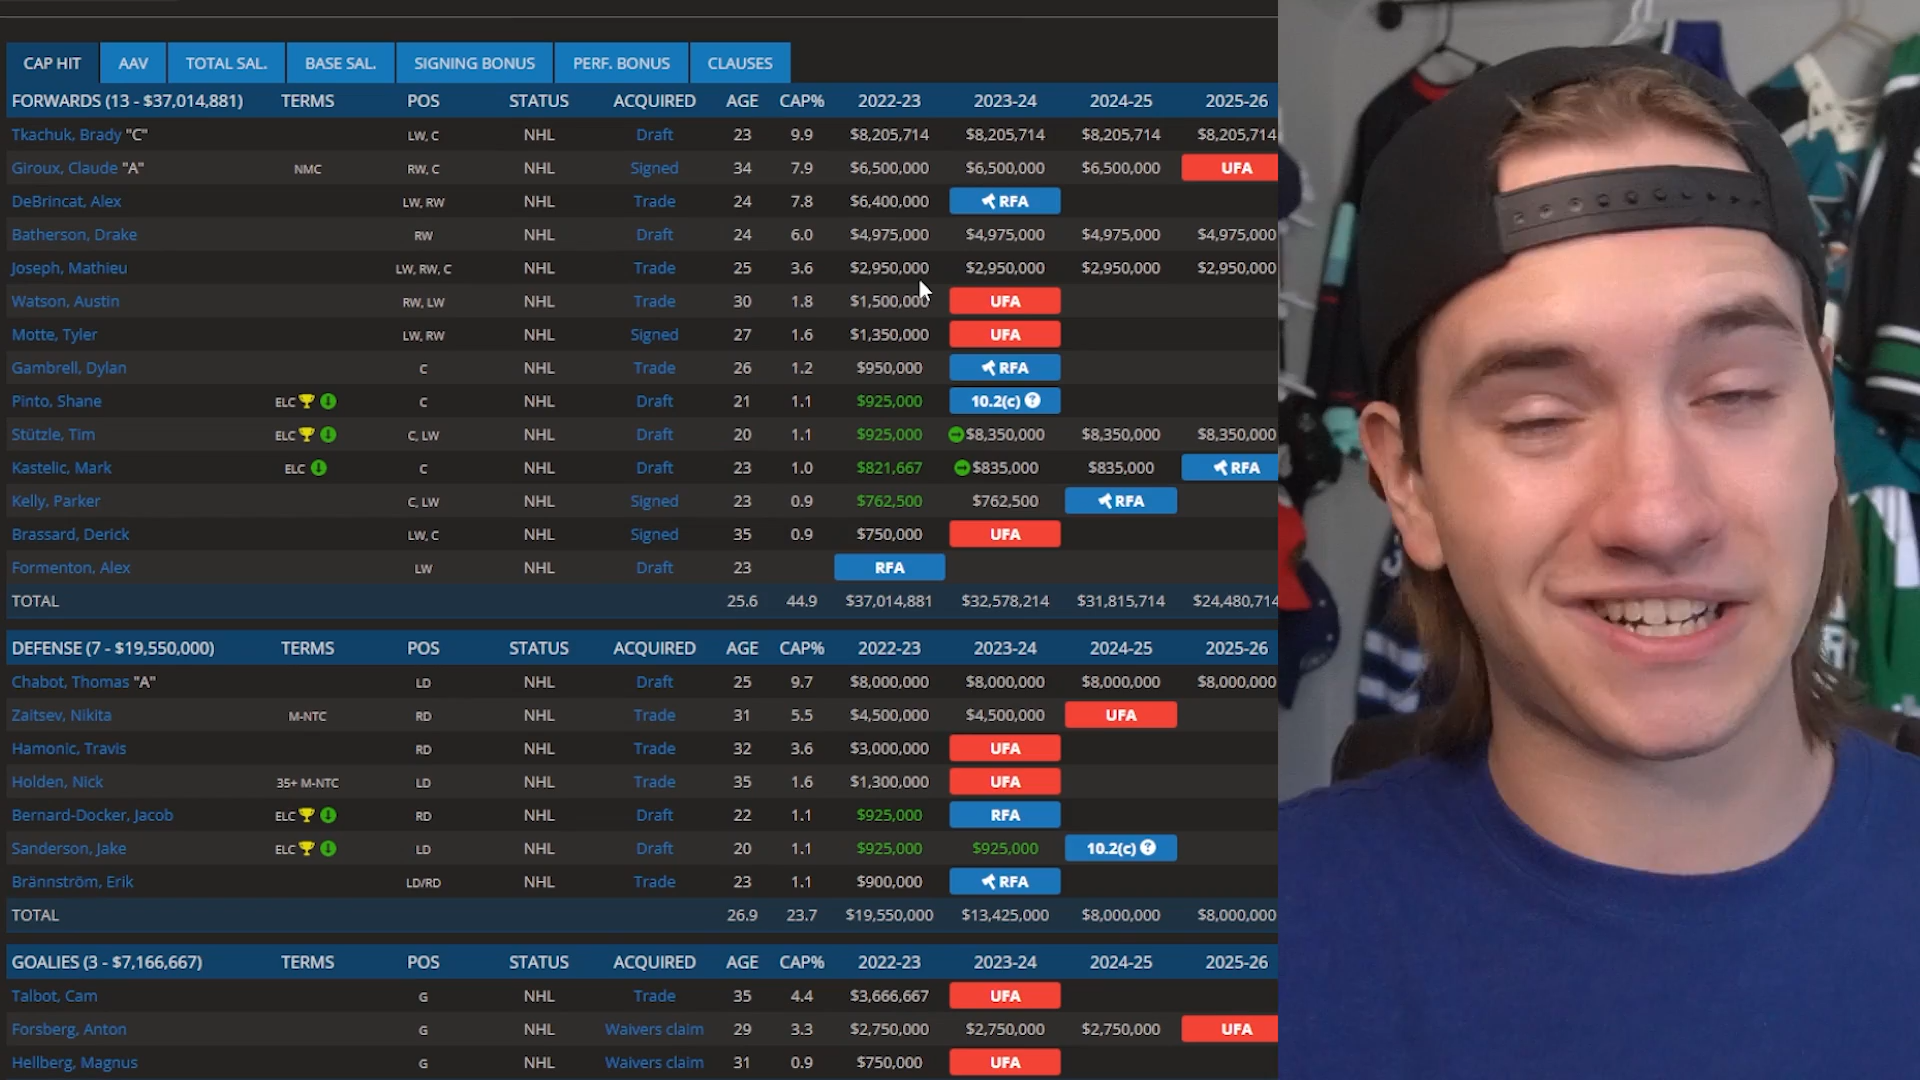 CAP HIT AAV TOTAL SAL. BASE SAL. SIGNING BONUS PERF. BONUS CLAUSES
FORWARDS (13 - $37,014,881) TERMS POS STATUS ACQUIRED AGE CAP% 2022-23 2023-24 2024-25 2025-26
Tkachuk, Brady "C" LW, C NHL Draft 23 9.9 $8,205,714 $8,205,714 $8,205,714 $8,205,714
Giroux, Claude "A" NMC RW, C NHL Signed 34 7.9 $6,500,000 $6,500,000 $6,500,000 UFA
DeBrincat, Alex LW, RW NHL Trade 24 7.8 $6,400,000 RFA
Batherson, Drake RW NHL Draft 24 6.0 $4,975,000 $4,975,000 $4,975,000 $4,975,000
Joseph, Mathieu LW, RW, C NHL Trade 25 3.6 $2,950,000 $2,950,000 $2,950,000 $2,950,000
Watson, Austin RW, LW NHL Trade 30 1.8 $1,500,000 UFA
Motte, Tyler LW, RW NHL Signed 27 1.6 $1,350,000 UFA
Gambrell, Dylan C NHL Trade 26 1.2 $950,000 RFA
Pinto, Shane ELC C NHL Draft 21 1.1 $925,000 10.2(c) ?
Stützle, Tim ELC C, LW NHL Draft 20 1.1 $925,000 $8,350,000 $8,350,000 $8,350,000
Kastelic, Mark ELC C NHL Draft 23 1.0 $821,667 $835,000 $835,000 RFA
Kelly, Parker C, LW NHL Signed 23 0.9 $762,500 $762,500 RFA
Brassard, Derick LW, C NHL Signed 35 0.9 $750,000 UFA
Formenton, Alex LW NHL Draft 23 RFA
TOTAL 25.6 44.9 $37,014,881 $32,578,214 $31,815,714 $24,480,714
DEFENSE (7 - $19,550,000) TERMS POS STATUS ACQUIRED AGE CAP% 2022-23 2023-24 2024-25 2025-26
Chabot, Thomas "A" LD NHL Draft 25 9.7 $8,000,000 $8,000,000 $8,000,000 $8,000,000
Zaitsev, Nikita M-NTC RD NHL Trade 31 5.5 $4,500,000 $4,500,000 UFA
Hamonic, Travis RD NHL Trade 32 3.6 $3,000,000 UFA
Holden, Nick 35+ M-NTC LD NHL Trade 35 1.6 $1,300,000 UFA
Bernard-Docker, Jacob ELC RD NHL Draft 22 1.1 $925,000 RFA
Sanderson, Jake ELC LD NHL Draft 20 1.1 $925,000 $925,000 10.2(c) ?
Brännström, Erik LD/RD NHL Trade 23 1.1 $900,000 RFA
TOTAL 26.9 23.7 $19,550,000 $13,425,000 $8,000,000 $8,000,000
GOALIES (3 - $7,166,667) TERMS POS STATUS ACQUIRED AGE CAP% 2022-23 2023-24 2024-25 2025-26
Talbot, Cam G NHL Trade 35 4.4 $3,666,667 UFA
Forsberg, Anton G NHL Waivers claim 29 3.3 $2,750,000 $2,750,000 $2,750,000 UFA
Hellberg, Magnus G NHL Waivers claim 31 0.9 $750,000 UFA